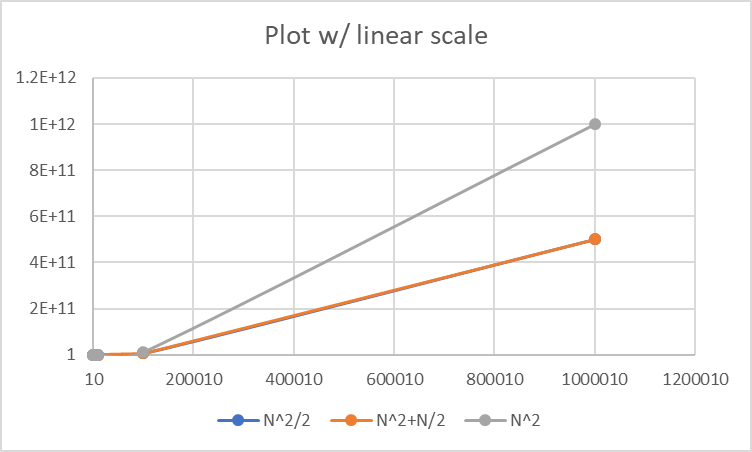 Plot w/ linear scale
1.2E+12
1E+12
8E+11
6E+11
4E+11
2E+11
1
10 200010 400010 600010 800010 1000010 1200010
N^2/2 N^2+N/2 N^2